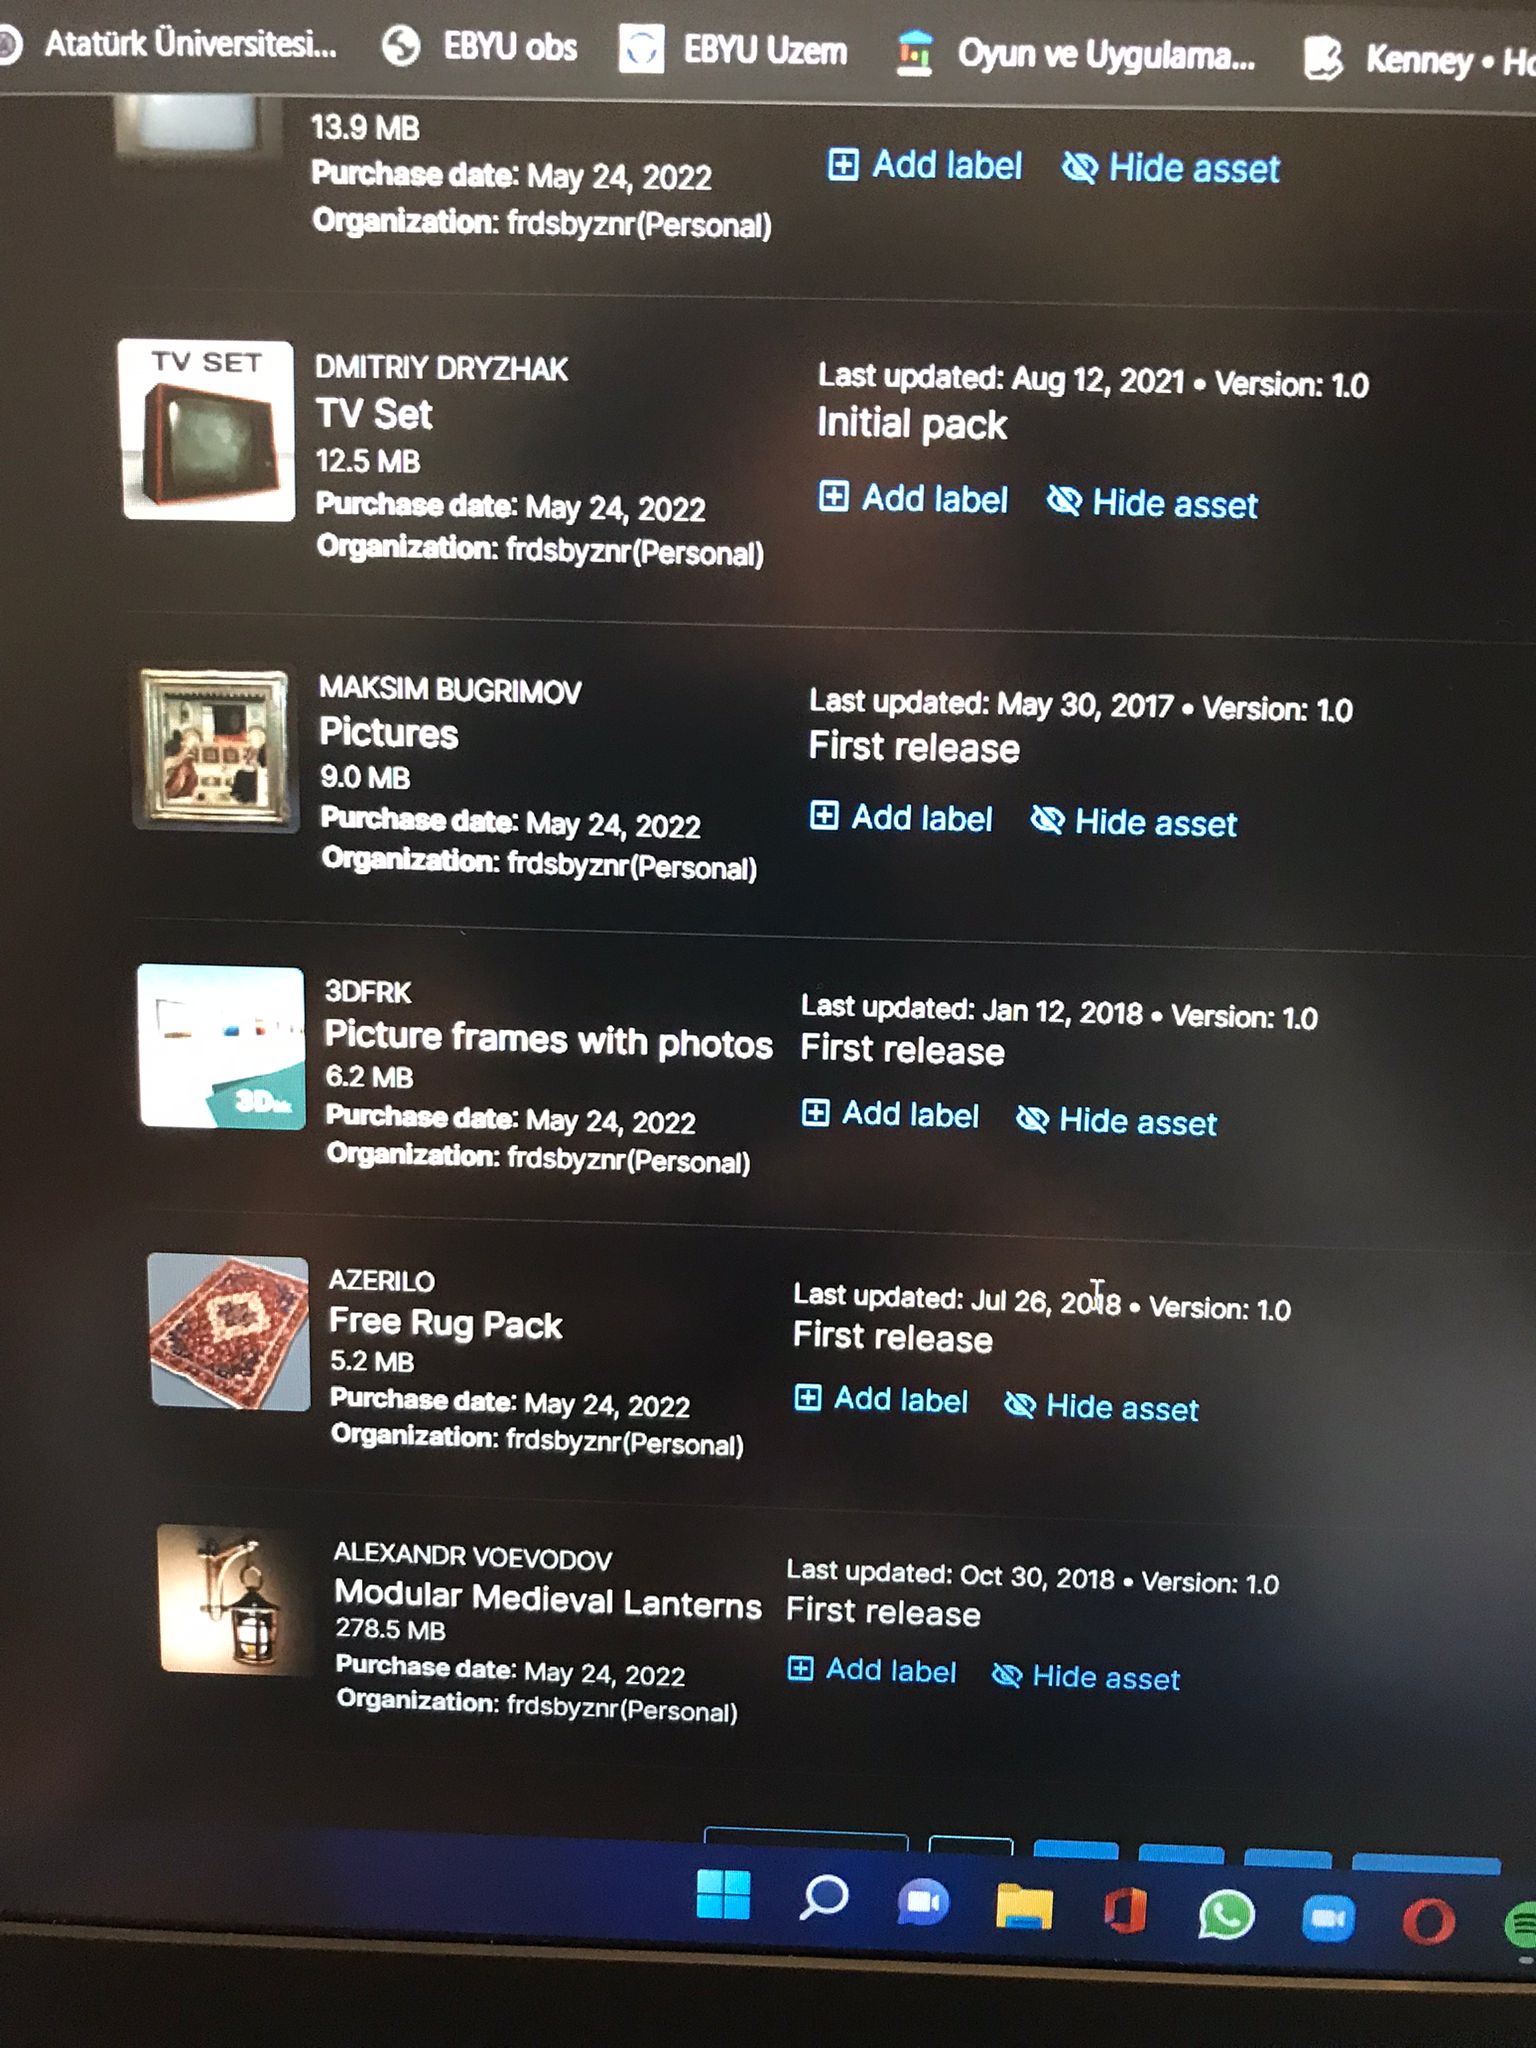 Atatürk Üniversitesi...
EBYU obs
EBYU Uzem
Oyun ve Uygulama...
Kenney • Ho
13.9 MB
Purchase date: May 24, 2022
Organization: frdsbyznr(Personal)
Add label
Hide asset
TV SET
DMITRIY DRYZHAK
TV Set
12.5 MB
Purchase date: May 24, 2022
Organization: frdsbyznr(Personal)
Last updated: Aug 12, 2021 • Version: 1.0
Initial pack
Add label
Hide asset
MAKSIM BUGRIMOV
Pictures
9.0 MB
Purchase date: May 24, 2022
Organization: frdsbyznr(Personal)
Last updated: May 30, 2017 • Version: 1.0
First release
Add label
Hide asset
3D
3DFRK
Picture frames with photos
6.2 MB
Purchase date: May 24, 2022
Organization: frdsbyznr(Personal)
Last updated: Jan 12, 2018 • Version: 1.0
First release
Add label
Hide asset
AZERILO
Free Rug Pack
5.2 MB
Purchase date: May 24, 2022
Organization: frdsbyznr(Personal)
Last updated: Jul 26, 2018 • Version: 1.0
First release
Add label
Hide asset
ALEXANDR VOEVODOV
Modular Medieval Lanterns
278.5 MB
Purchase date: May 24, 2022
Organization: frdsbyznr(Personal)
Last updated: Oct 30, 2018 • Version: 1.0
First release
Add label
Hide asset